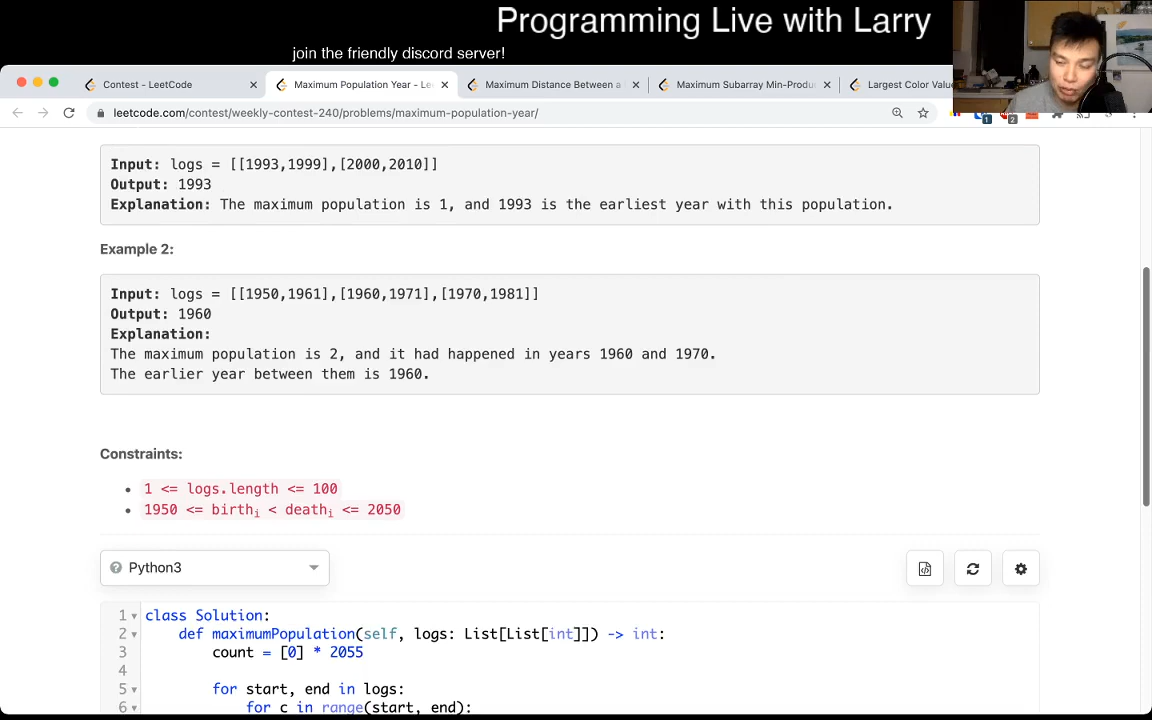 Programming Live with Larry
join the friendly discord server!
Contest - LeetCode
Maximum Population Year - Le
Maximum Distance Between a
Maximum Subarray Min-Produ
Largest Color Valu
leetcode.com/contest/weekly-contest-240/problems/maximum-population-year/
Input: logs = [[1993,1999],[2000,2010]]
Output: 1993
Explanation: The maximum population is 1, and 1993 is the earliest year with this population.
Example 2:
Input: logs = [[1950,1961],[1960,1971],[1970,1981]]
Output: 1960
Explanation:
The maximum population is 2, and it had happened in years 1960 and 1970.
The earlier year between them is 1960.
Constraints:
• 1 <= logs.length <= 100
• 1950 <= birthi < deathi <= 2050
Python3
1 class Solution:
2 def maximumPopulation(self, logs: List[List[int]]) -> int:
3 count = [0] * 2055
4
5 for start, end in logs:
6 for c in range(start, end):